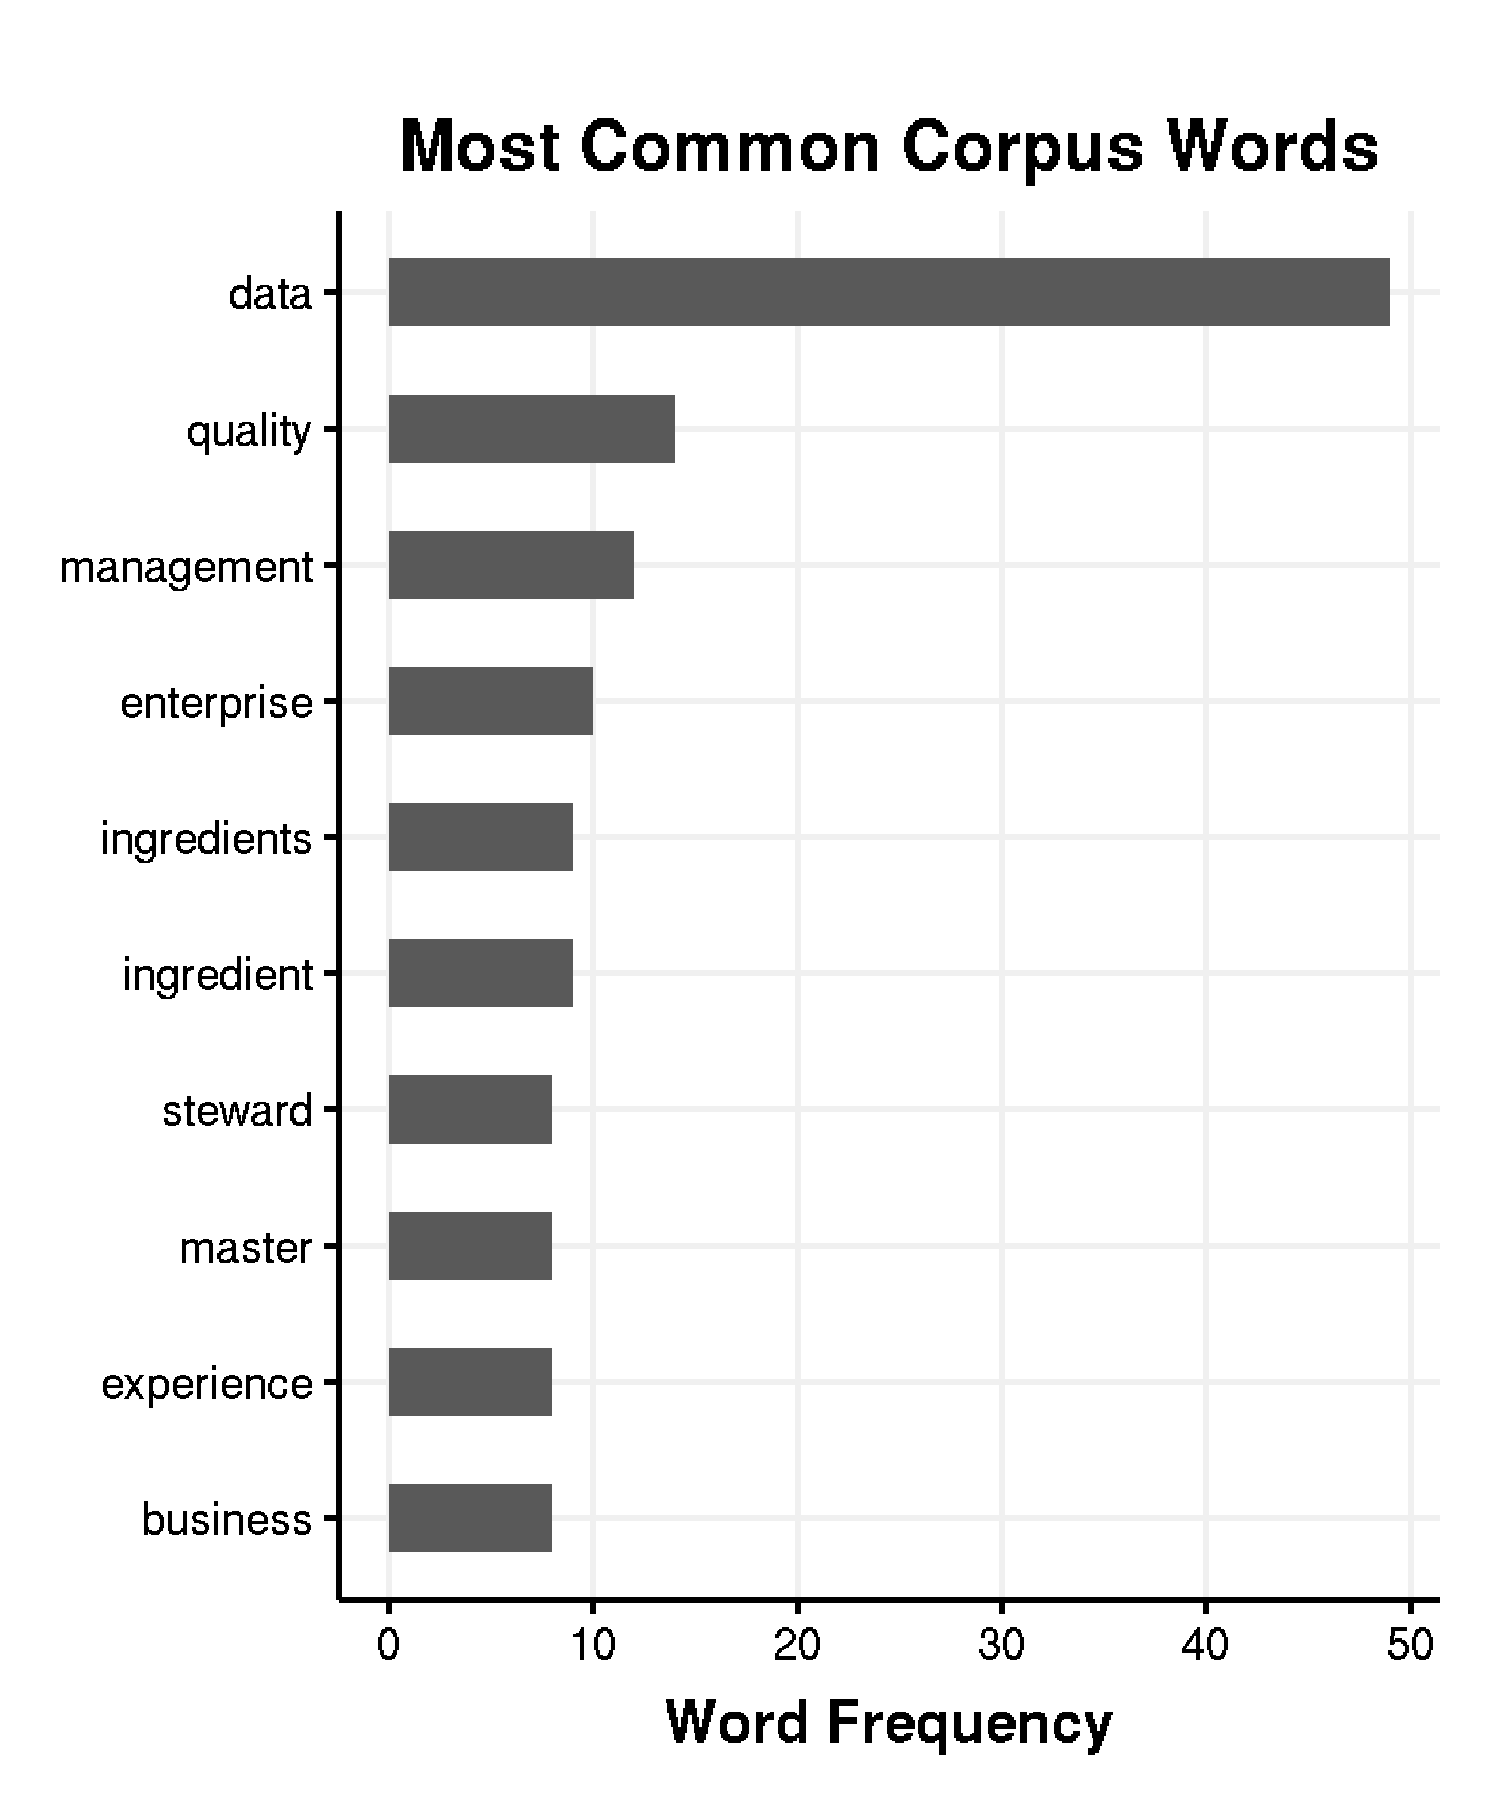 Most Common Corpus Words
data
quality
management
enterprise
ingredients
ingredient
steward
master
experience
business
0 10 20 30 40 50
Word Frequency